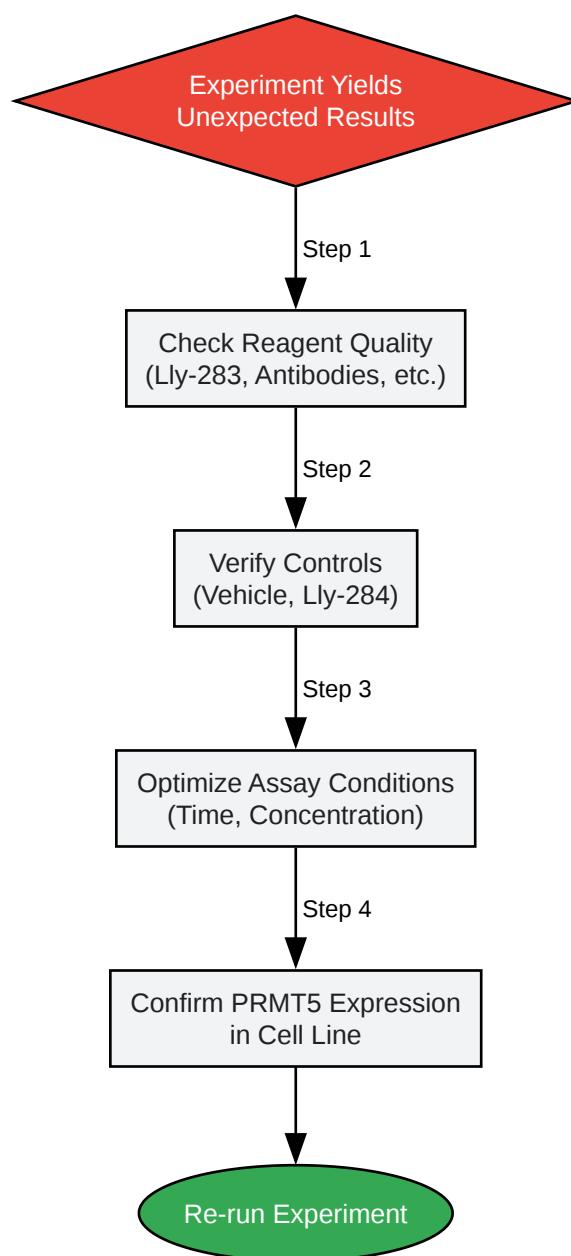 Experiment Yields
Unexpected Results
Step 1
Check Reagent Quality
(Lly-283, Antibodies, etc.)
Step 2
Verify Controls
(Vehicle, Lly-284)
Step 3
Optimize Assay Conditions
(Time, Concentration)
Step 4
Confirm PRMT5 Expression
in Cell Line
Re-run Experiment